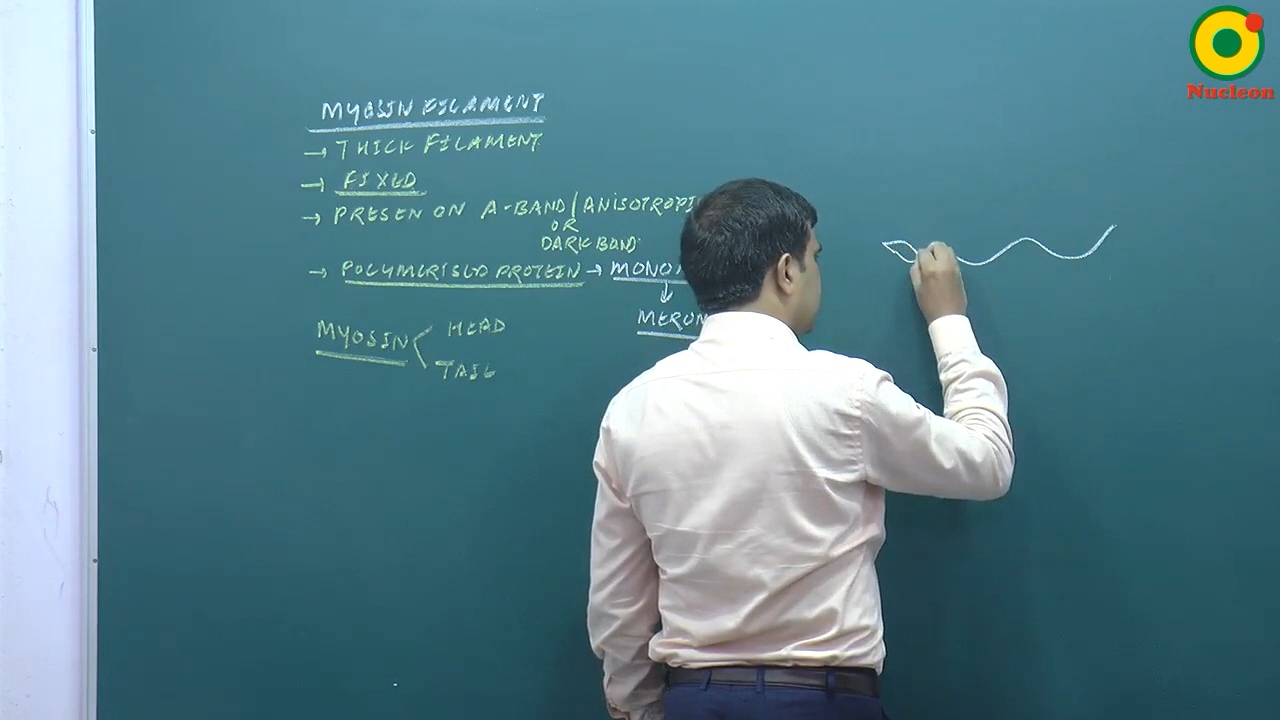 MYOSIN FILAMENT
→ THICK FILAMENT
→ FIXED
→ PRESEN ON A-BAND/ANISOTROPI
OR
DARK BAND
→ POLYMERISED PROTEIN → MONO
↓
MEROM
MYOSIN
HEAD
TAIL
Nucleon